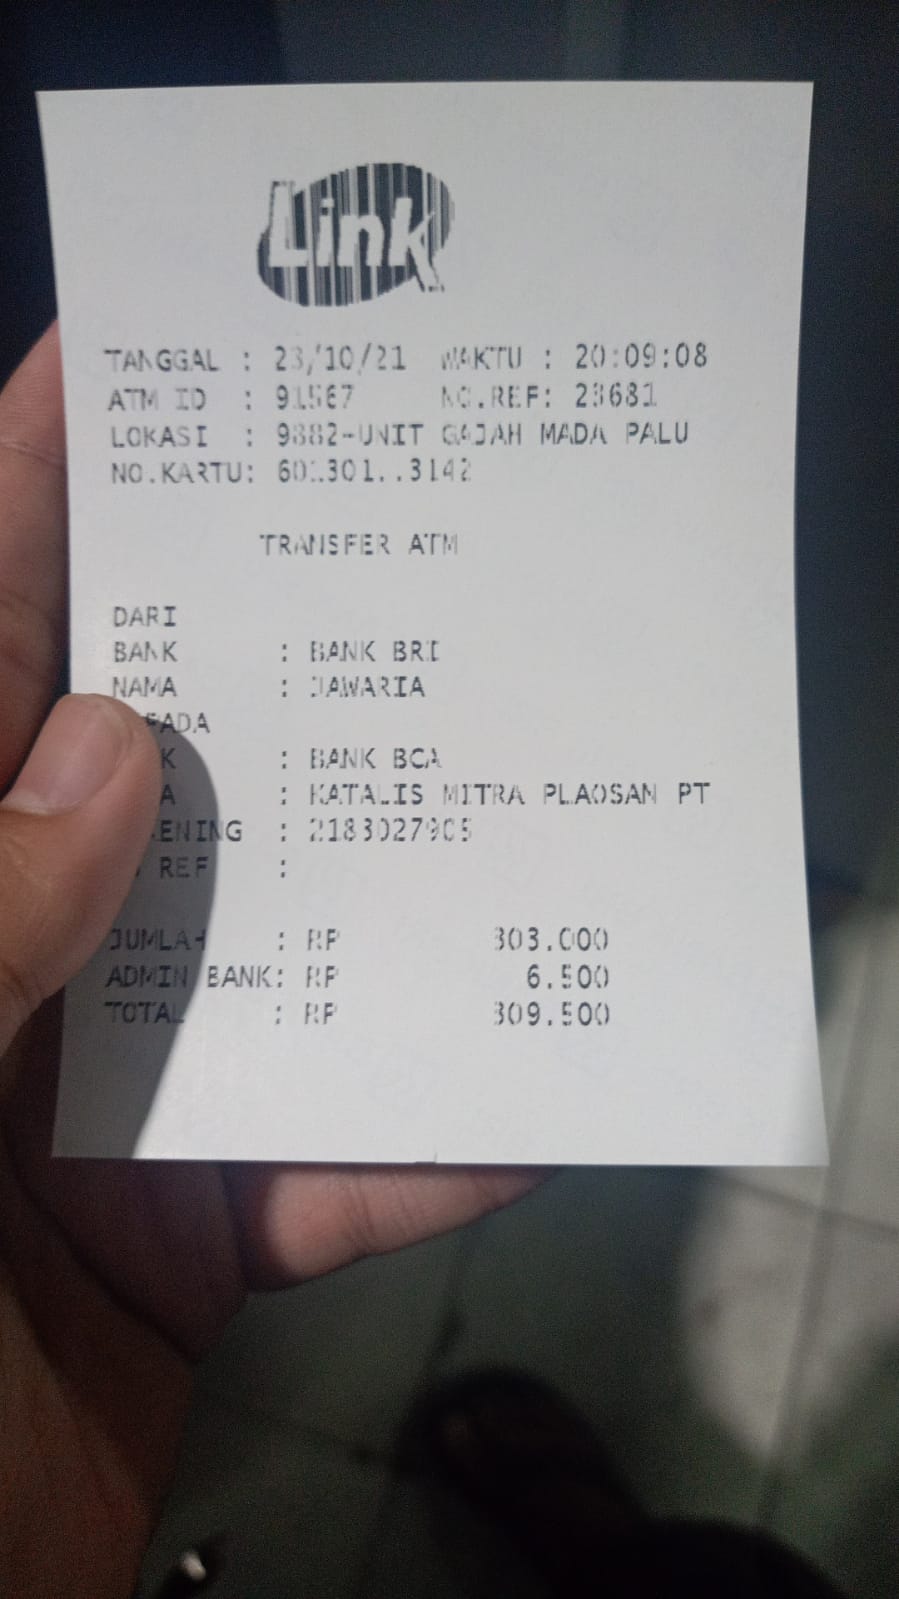 Link
TANGGAL : 23/10/21 WAKTU : 20:09:08
ATM ID : 91567 NO.REF: 23681
LOKASI : 9882-UNIT GAJAH MADA PALU
NO.KARTU: 601301..3142
TRANSFER ATM
DARI
BANK : BANK BRI
NAMA : JAWARIA
PADA
K : BANK BCA
A : KATALIS MITRA PLAOSAN PT
ENING : 2183027905
REF :
JUMLAH : RP 303.000
ADMIN BANK: RP 6.500
TOTAL : RP 309.500